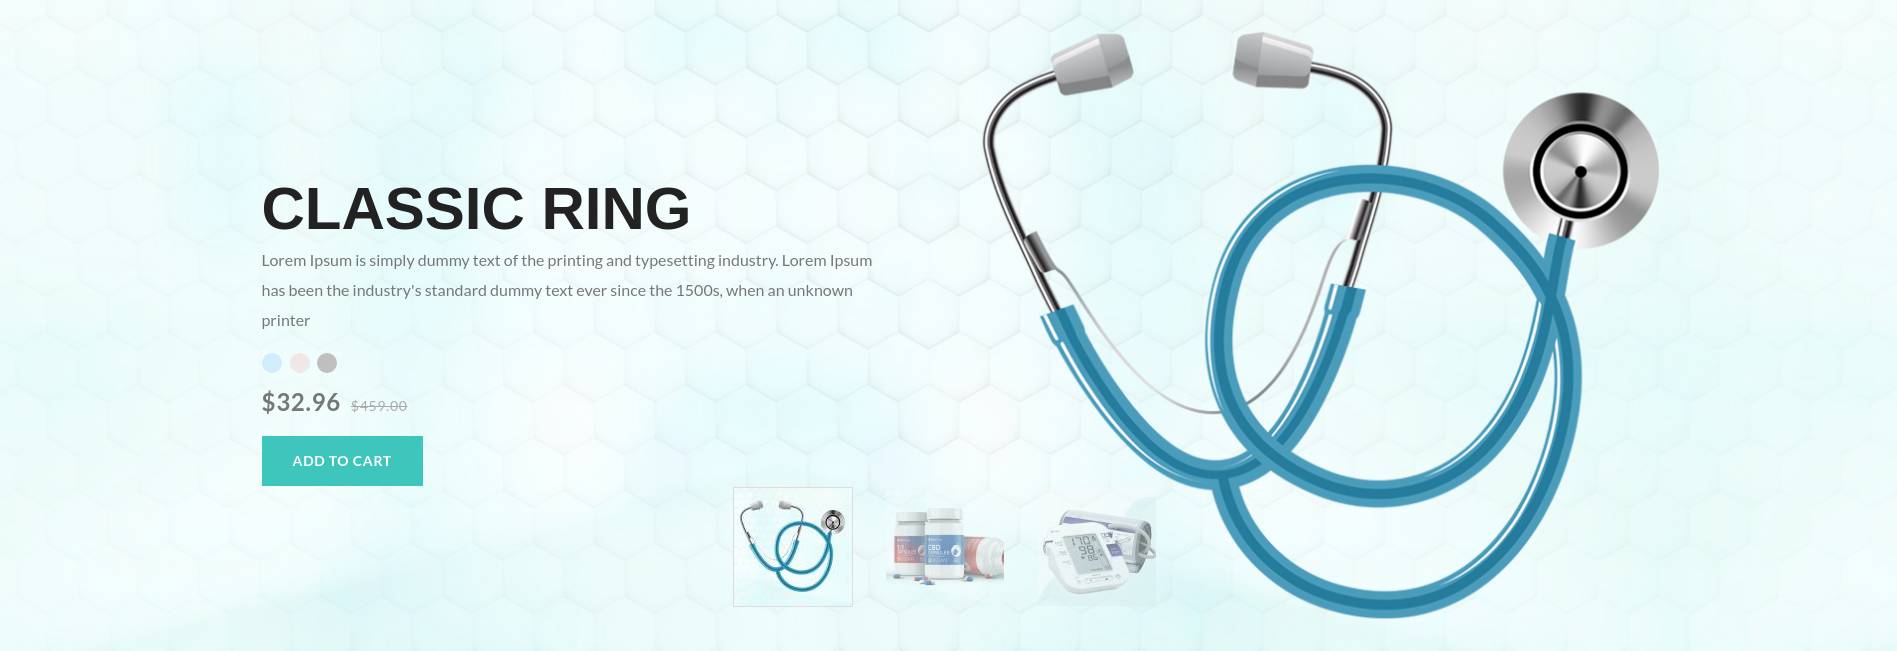 CLASSIC RING
Lorem Ipsum is simply dummy text of the printing and typesetting industry. Lorem Ipsum
has been the industry's standard dummy text ever since the 1500s, when an unknown
printer
$32.96 $459.00
ADD TO CART
CBD